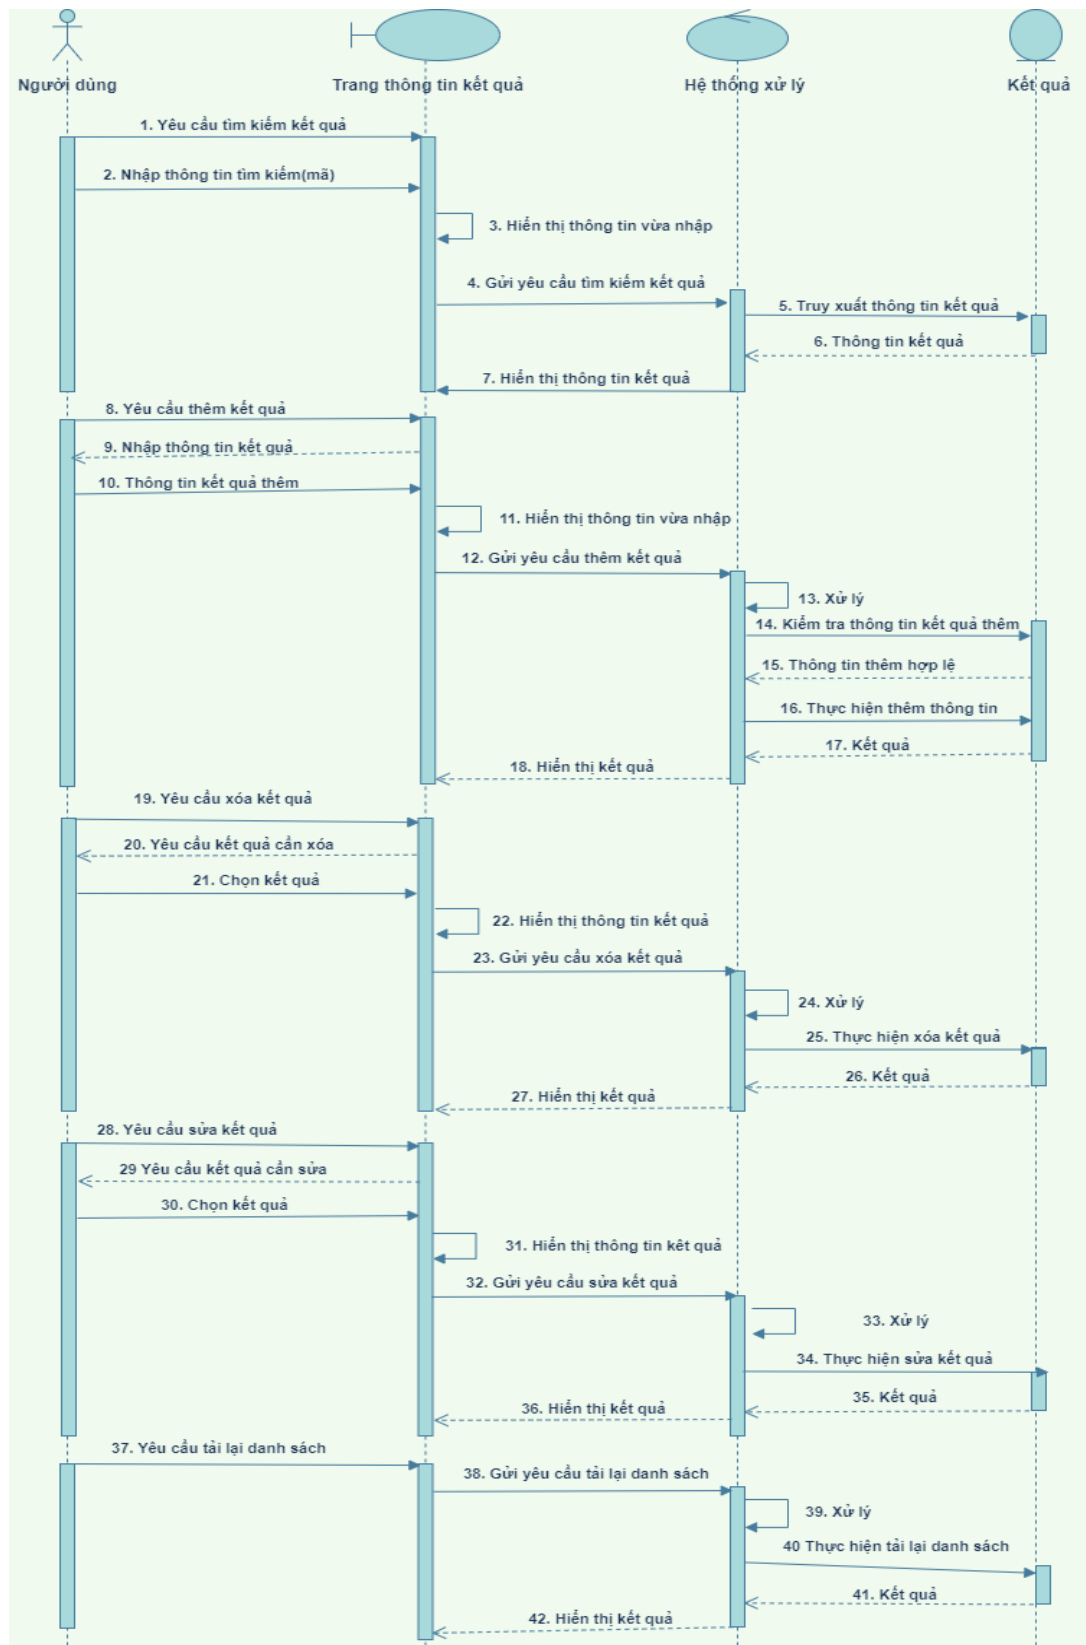 Người dùng
Trang thông tin kết quả
Hệ thống xử lý
Kết quả
1. Yêu cầu tìm kiếm kết quả
2. Nhập thông tin tìm kiếm(mã)
3. Hiển thị thông tin vừa nhập
4. Gửi yêu cầu tìm kiếm kết quả
5. Truy xuất thông tin kết quả
6. Thông tin kết quả
7. Hiển thị thông tin kết quả
8. Yêu cầu thêm kết quả
9. Nhập thông tin kết quả
10. Thông tin kết quả thêm
11. Hiển thị thông tin vừa nhập
12. Gửi yêu cầu thêm kết quả
13. Xử lý
14. Kiểm tra thông tin kết quả thêm
15. Thông tin thêm hợp lệ
16. Thực hiện thêm thông tin
17. Kết quả
18. Hiển thị kết quả
19. Yêu cầu xóa kết quả
20. Yêu cầu kết quả cần xóa
21. Chọn kết quả
22. Hiển thị thông tin kết quả
23. Gửi yêu cầu xóa kết quả
24. Xử lý
25. Thực hiện xóa kết quả
26. Kết quả
27. Hiển thị kết quả
28. Yêu cầu sửa kết quả
29 Yêu cầu kết quả cần sửa
30. Chọn kết quả
31. Hiển thị thông tin kêt quả
32. Gửi yêu cầu sửa kết quả
33. Xử lý
34. Thực hiện sửa kết quả
35. Kết quả
36. Hiển thị kết quả
37. Yêu cầu tải lại danh sách
38. Gửi yêu cầu tải lại danh sách
39. Xử lý
40 Thực hiện tải lại danh sách
41. Kết quả
42. Hiển thị kết quả